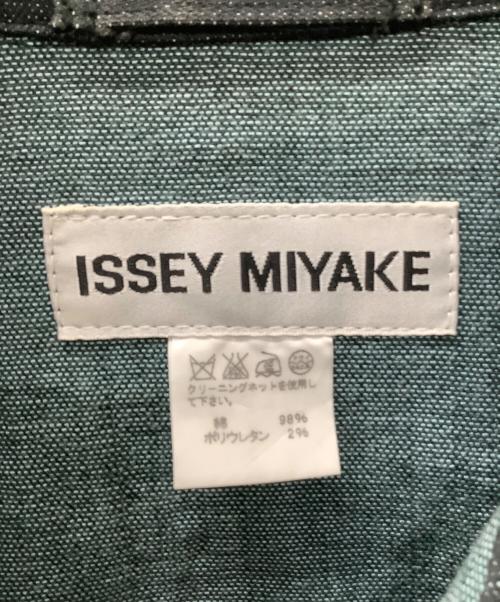 ISSEY MIYAKE
クリーニングネットを使用し
て下さい。
綿 98%
ポリウレタン 2%